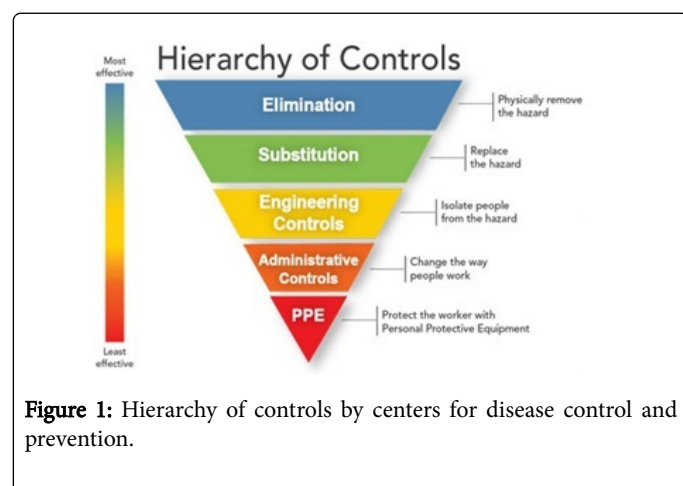 Hierarchy of Controls
Most
effective
Elimination
Physically remove
the hazard
Substitution
Replace
the hazard
Engineering
Controls
Isolate people
from the hazard
Administrative
Controls
Change the way
people work
PPE
Protect the worker with
Personal Protective Equipment
Least
effective
Figure 1: Hierarchy of controls by centers for disease control and
prevention.